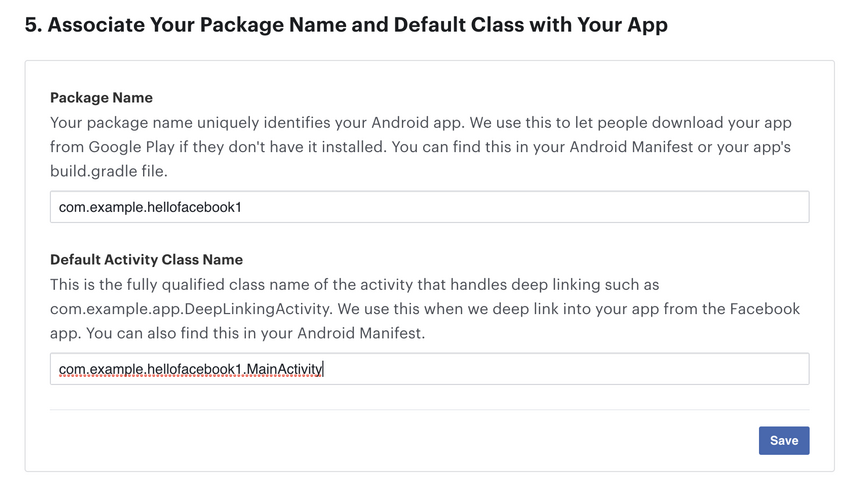 5. Associate Your Package Name and Default Class with Your App
Package Name
Your package name uniquely identifies your Android app. We use this to let people download your app
from Google Play if they don't have it installed. You can find this in your Android Manifest or your app's
build.gradle file.
com.example.hellofacebook1
Default Activity Class Name
This is the fully qualified class name of the activity that handles deep linking such as
com.example.app.DeepLinkingActivity. We use this when we deep link into your app from the Facebook
app. You can also find this in your Android Manifest.
com.example.hellofacebook1.MainActivity
Save